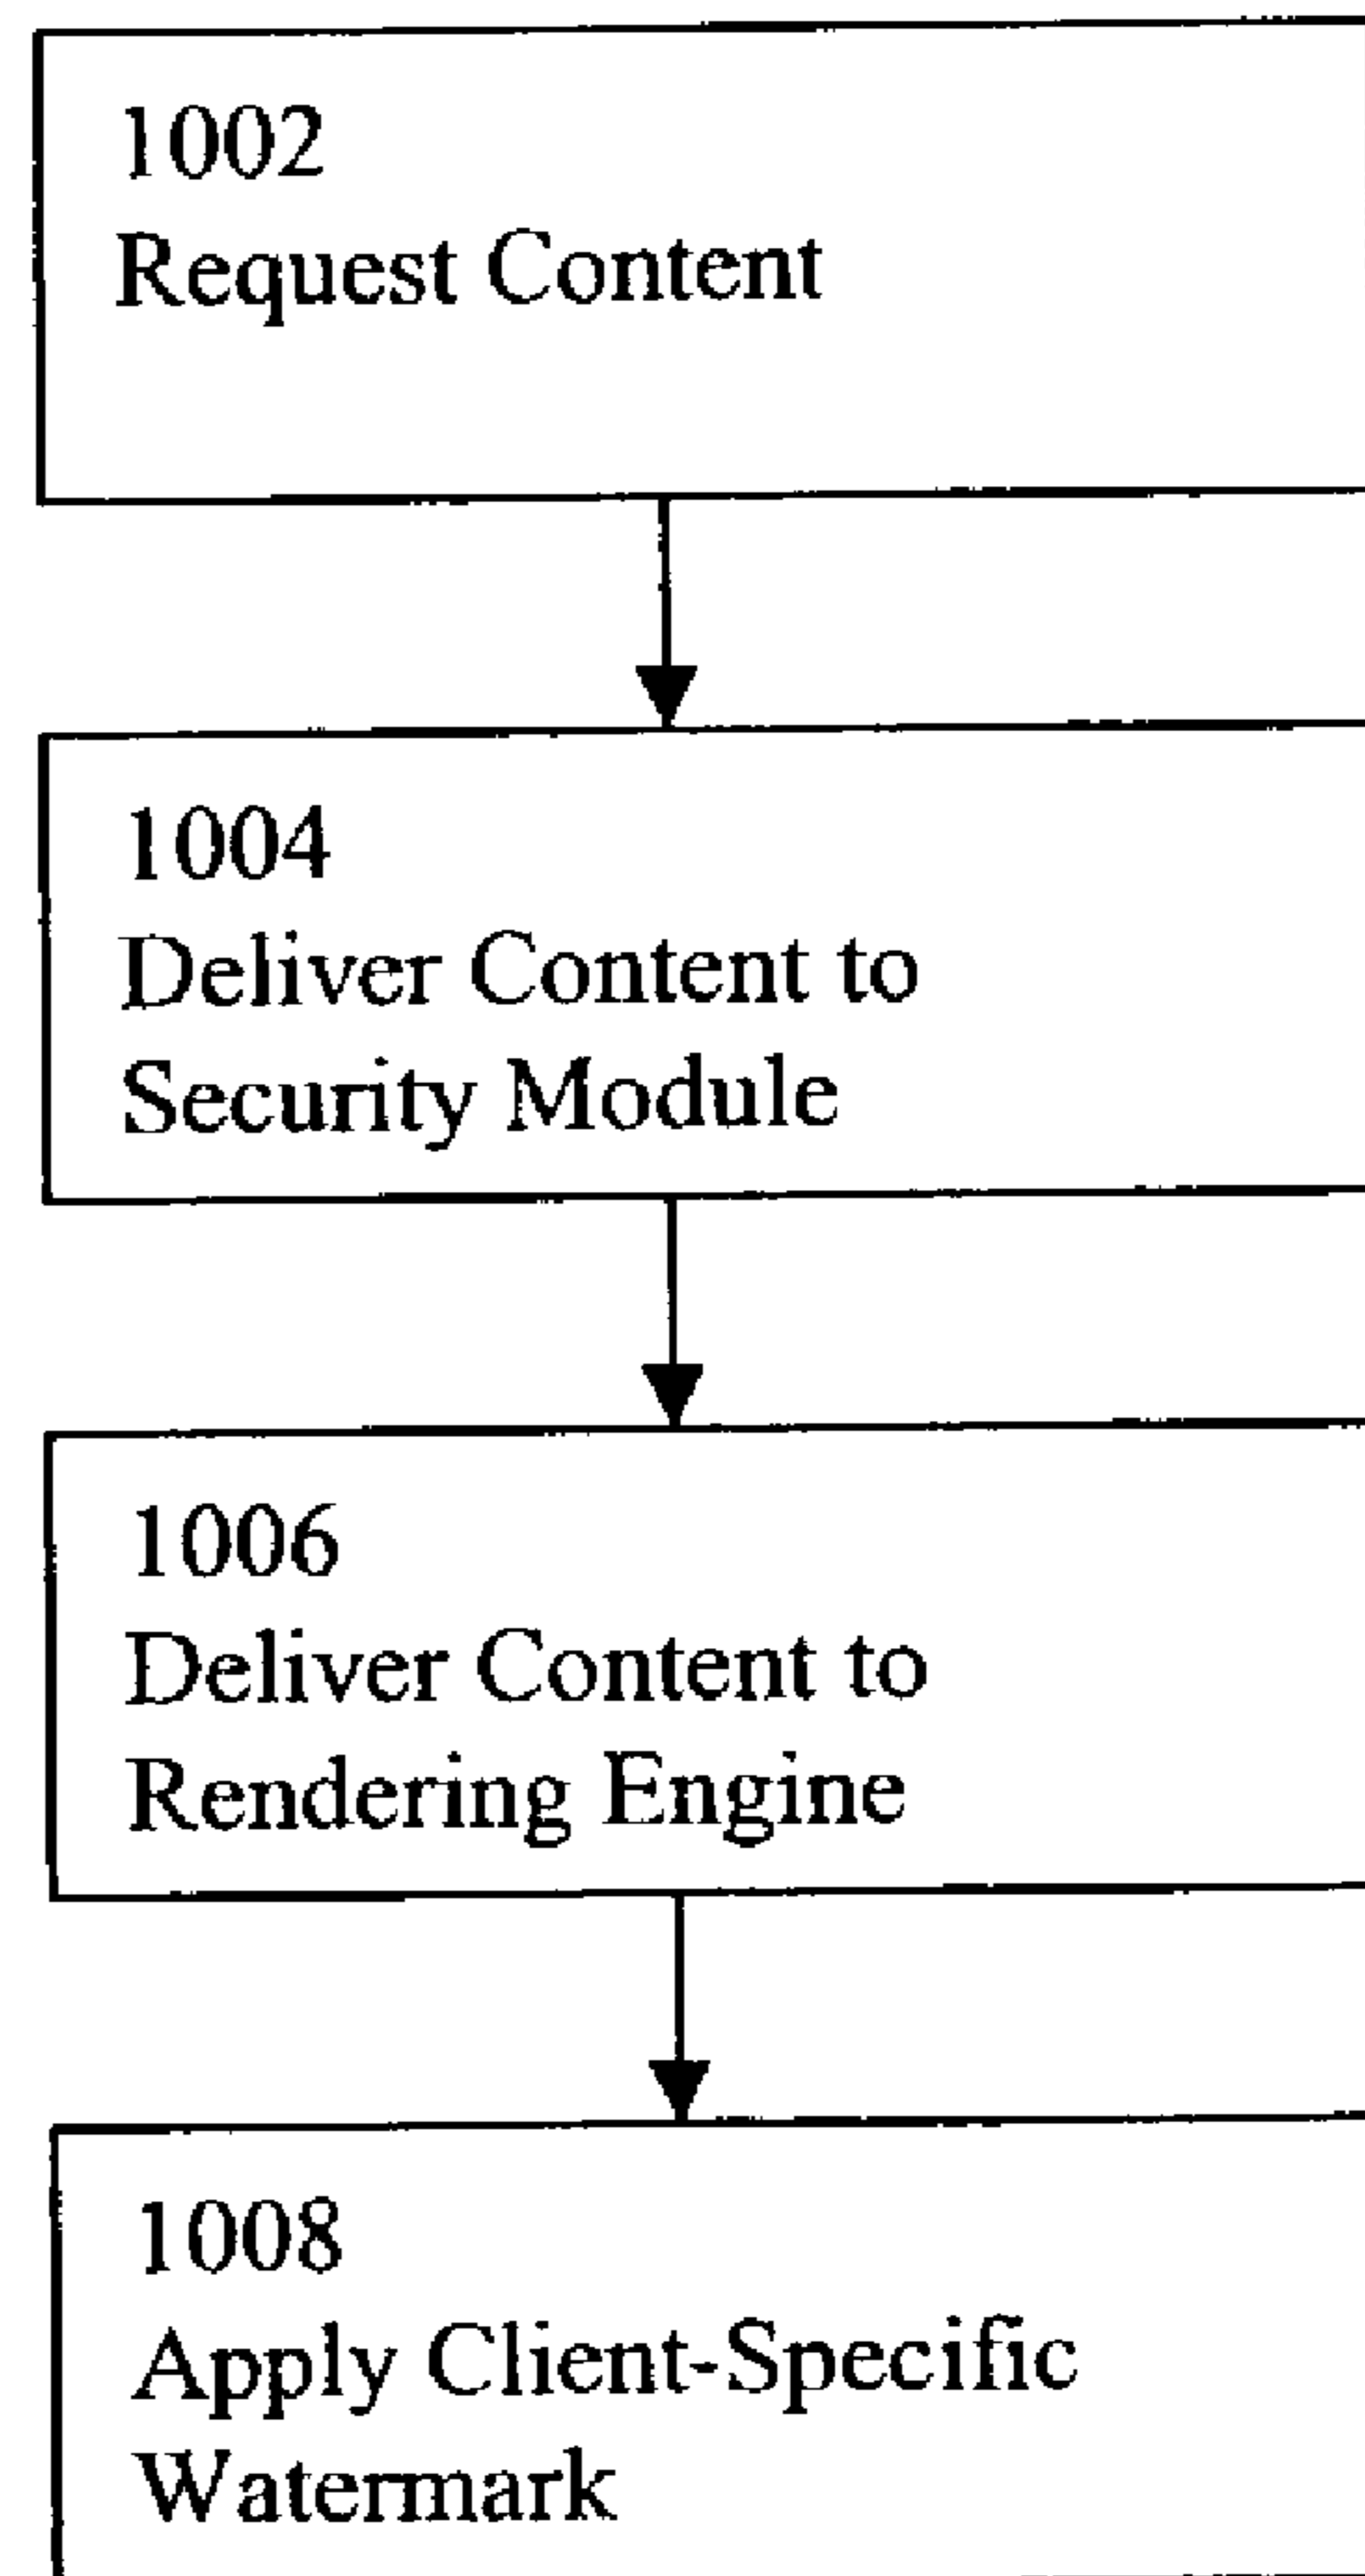 1002
Request Content
1004
Deliver Content to
Security Module
1006
Deliver Content to
Rendering Engine
1008
Apply Client-Specific
Watermark